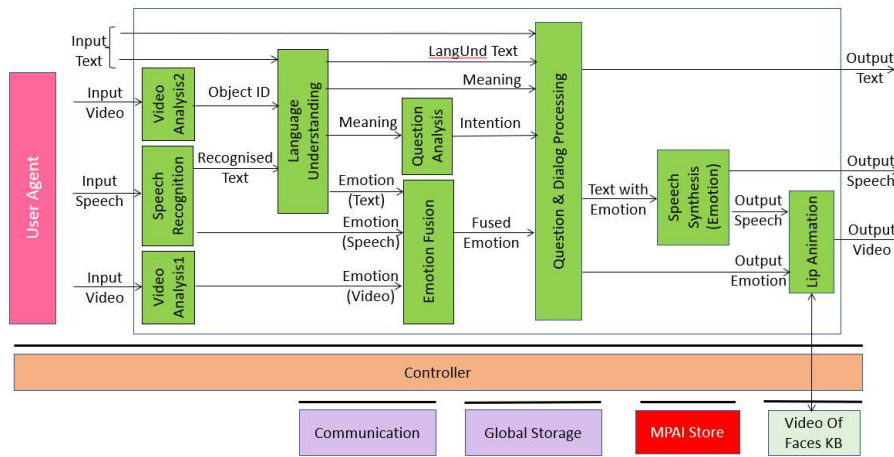 Input
Text
LangUnd Text
Output
Text
Input
Video
Video
Analysis2
Object ID
Language
Understanding
Meaning
Meaning
Question
Analysis
Intention
Question & Dialog Processing
User Agent
Input
Speech
Speech
Recognition
Recognised
Text
Emotion
(Text)
Emotion
(Speech)
Emotion Fusion
Fused
Emotion
Text with
Emotion
Speech
Synthesis
(Emotion)
Output
Speech
Output
Speech
Lip Animation
Output
Video
Input
Video
Video
Analysis1
Emotion
(Video)
Output
Emotion
Controller
Communication
Global Storage
MPAI Store
Video Of
Faces KB